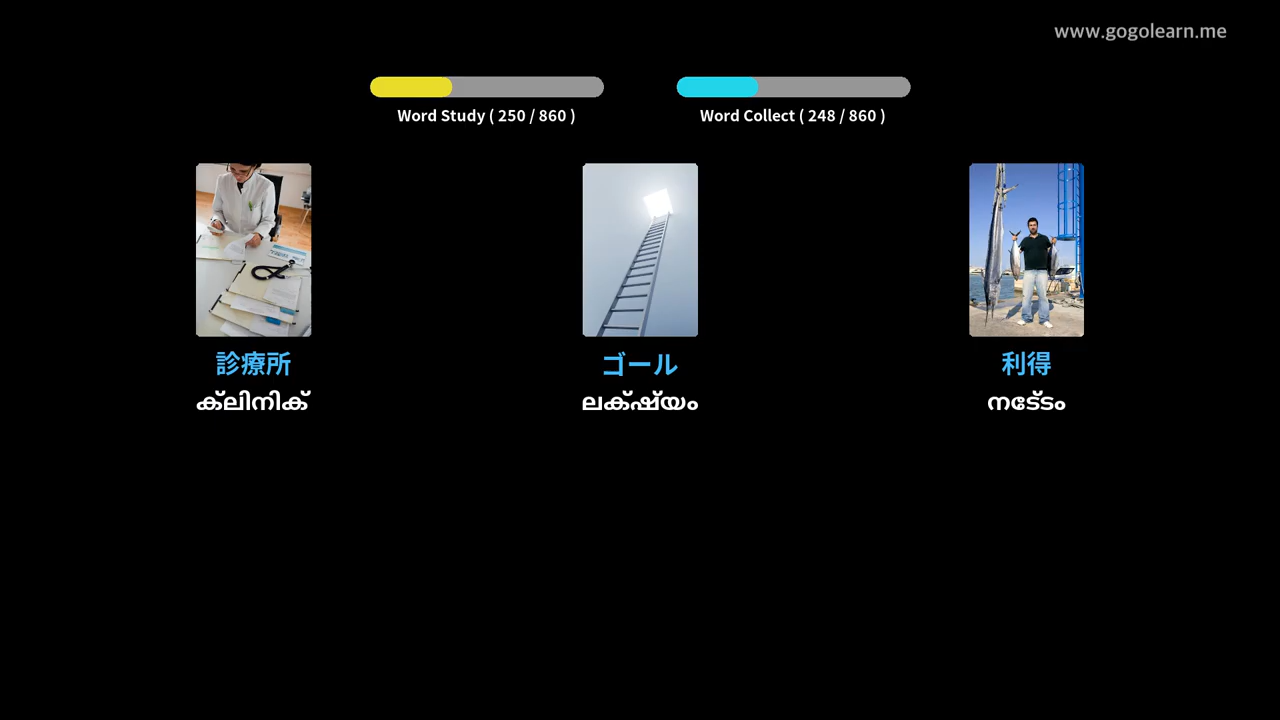 www.gogolearn.me
Word Study ( 250 / 860 )
Word Collect ( 248 / 860 )
診療所
ゴール
利得
ക്ലിനിക്
ലക്ഷ്യം
നട്ടേം